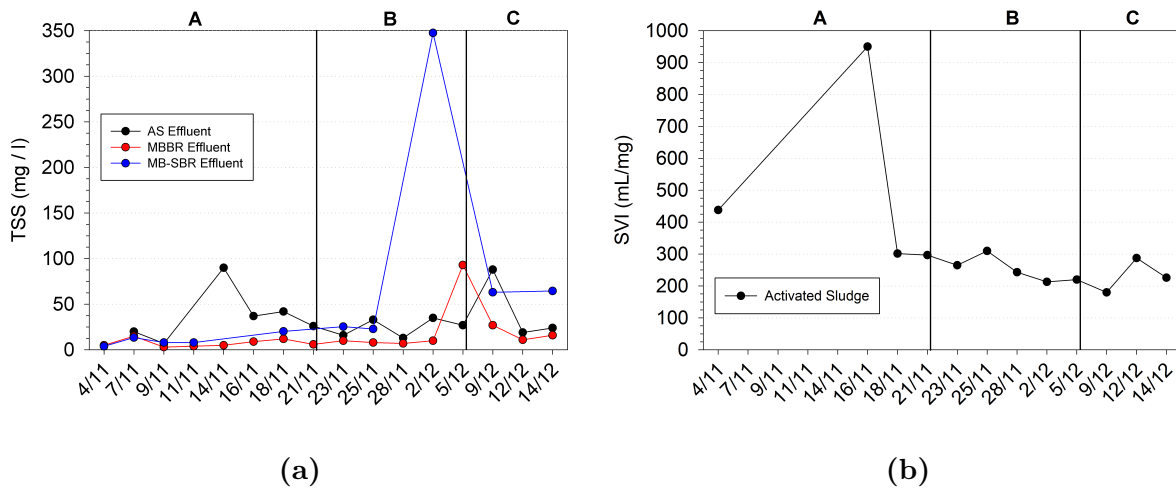 A B C
350
300
250
200
150
100
50
0
TSS (mg / l)
AS Effluent
MBBR Effluent
MB-SBR Effluent
4/11 7/11 9/11 11/11 14/11 16/11 18/11 21/11 23/11 25/11 28/11 2/12 5/12 9/12 12/12 14/12
(a)
A B C
1000
900
800
700
600
500
400
300
200
100
0
SVI (mL/mg)
Activated Sludge
4/11 7/11 9/11 11/11 14/11 16/11 18/11 21/11 23/11 25/11 28/11 2/12 5/12 9/12 12/12 14/12
(b)